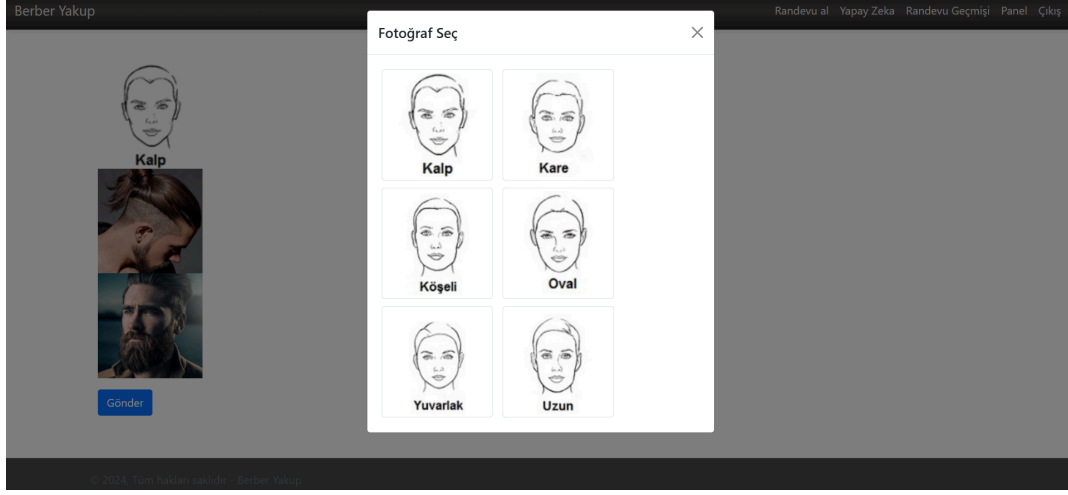 Berber Yakup
Randevu al Yapay Zeka Randevu Geçmişi Panel Çıkış
Fotoğraf Seç
Kalp
Kalp
Kare
Köşeli
Oval
Yuvarlak
Uzun
Gönder
© 2024, Tüm hakları saklıdır - Berber Yakup